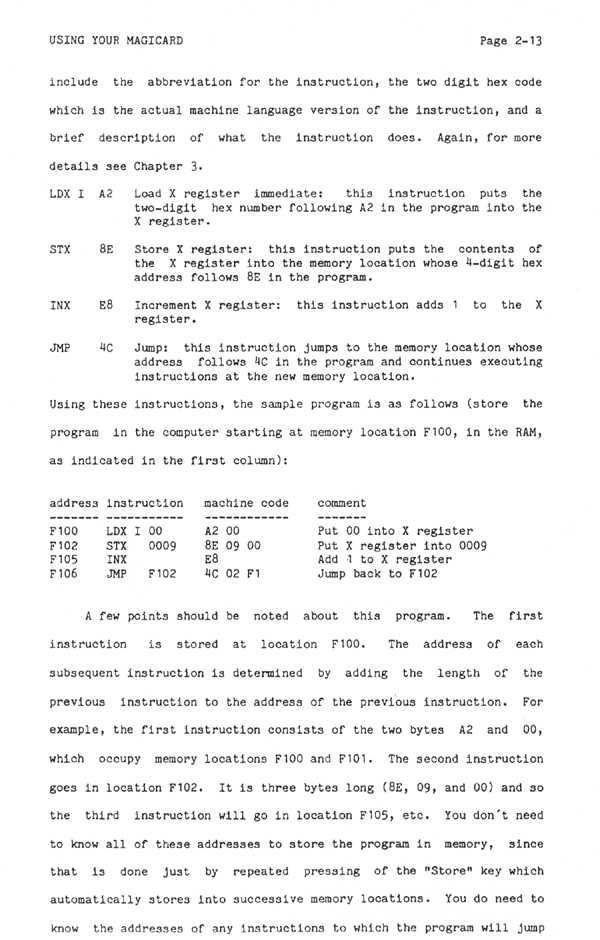 USING YOUR MAGICARD Page 2-13
include the abbreviation for the instruction, the two digit hex code
which is the actual machine language version of the instruction, and a
brief description of what the instruction does. Again, for more
details see Chapter 3.
LDX I A2 Load X register immediate: this instruction puts the
two-digit hex number following A2 in the program into the
X register.
STX 8E Store X register: this instruction puts the contents of
the X register into the memory location whose 4-digit hex
address follows 8E in the program.
INX E8 Increment X register: this instruction adds 1 to the X
register.
JMP 4C Jump: this instruction jumps to the memory location whose
address follows 4C in the program and continues executing
instructions at the new memory location.
Using these instructions, the sample program is as follows (store the
program in the computer starting at memory location F100, in the RAM,
as indicated in the first column):
address instruction machine code comment
------- ----------- ------------ -------
F100 LDX I 00 A2 00 Put 00 into X register
F102 STX 0009 8E 09 00 Put X register into 0009
F105 INX E8 Add 1 to X register
F106 JMP F102 4C 02 F1 Jump back to F102
A few points should be noted about this program. The first
instruction is stored at location F100. The address of each
subsequent instruction is determined by adding the length of the
previous instruction to the address of the previous instruction. For
example, the first instruction consists of the two bytes A2 and 00,
which occupy memory locations F100 and F101. The second instruction
goes in location F102. It is three bytes long (8E, 09, and 00) and so
the third instruction will go in location F105, etc. You don't need
to know all of these addresses to store the program in memory, since
that is done just by repeated pressing of the "Store" key which
automatically stores into successive memory locations. You do need to
know the addresses of any instructions to which the program will jump